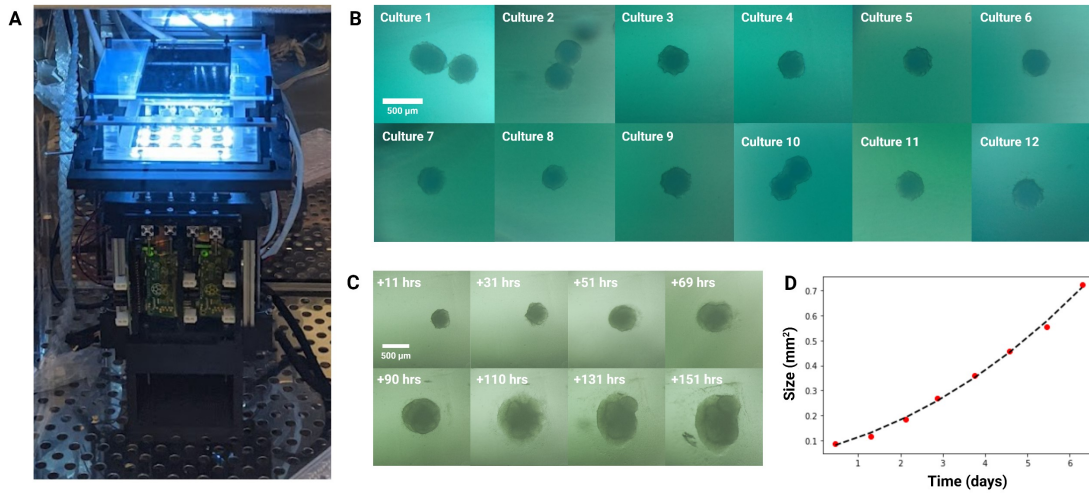 A
B
Culture 1
Culture 2
Culture 3
Culture 4
Culture 5
Culture 6
500 µm
Culture 7
Culture 8
Culture 9
Culture 10
Culture 11
Culture 12
C
+11 hrs
+31 hrs
+51 hrs
+69 hrs
500 µm
+90 hrs
+110 hrs
+131 hrs
+151 hrs
D
Size (mm²)
0.7
0.6
0.5
0.4
0.3
0.2
0.1
1
2
3
4
5
6
Time (days)